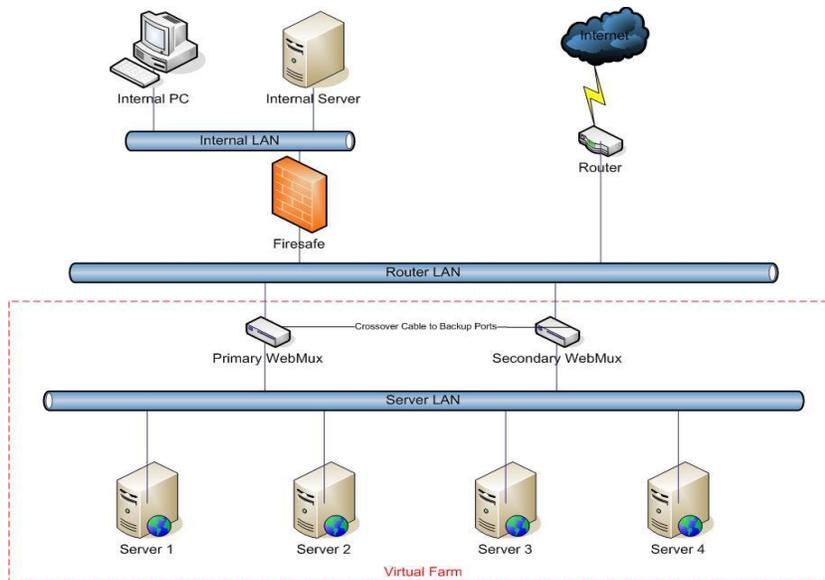 Internet
Internal PC
Internal Server
Internal LAN
Router
Firesafe
Router LAN
Crossover Cable to Backup Ports
Primary WebMux
Secondary WebMux
Server LAN
Server 1
Server 2
Server 3
Server 4
Virtual Farm